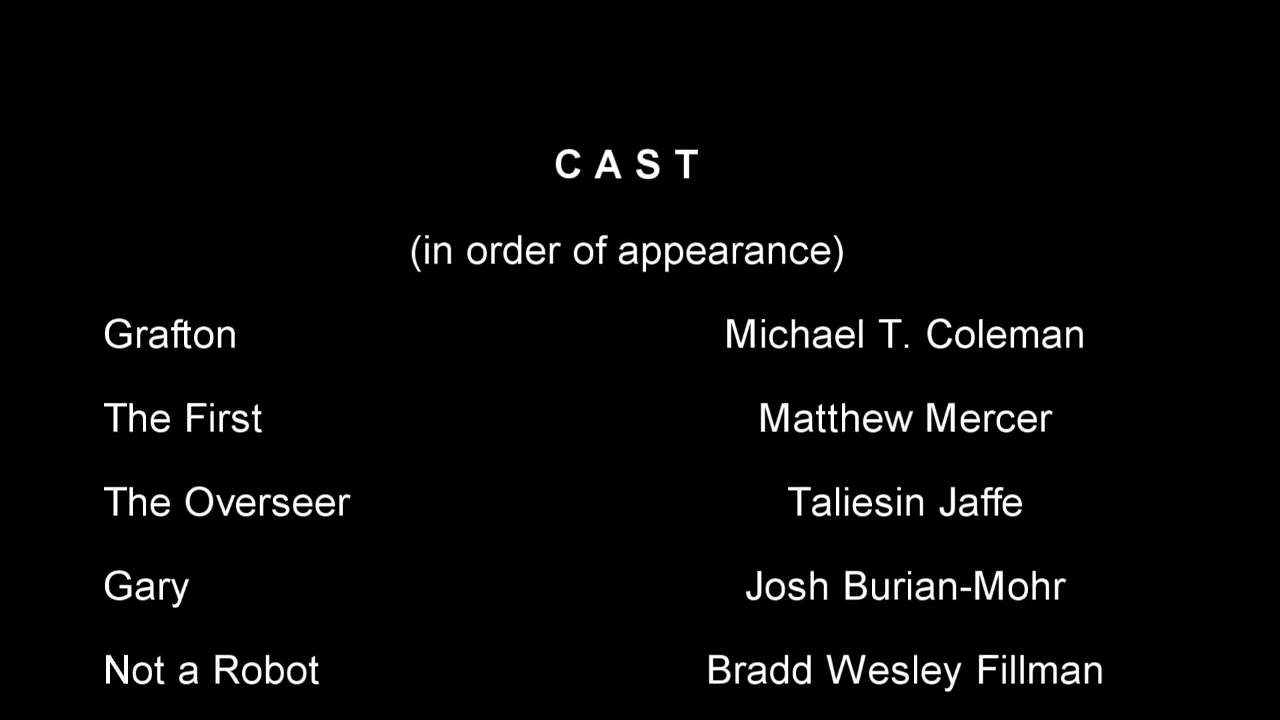 C A S T
(in order of appearance)
Grafton Michael T. Coleman
The First Matthew Mercer
The Overseer Taliesin Jaffe
Gary Josh Burian-Mohr
Not a Robot Bradd Wesley Fillman